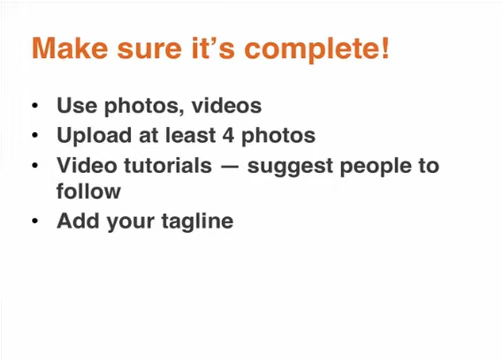 Make sure it's complete!
• Use photos, videos
• Upload at least 4 photos
• Video tutorials — suggest people to
follow
• Add your tagline